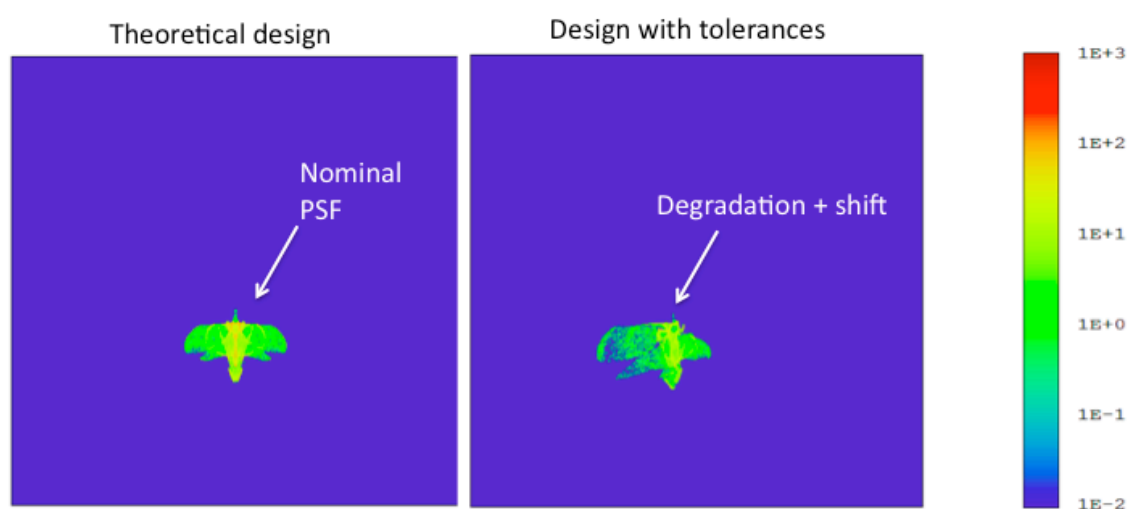 Theoretical design
Design with tolerances
Nominal
PSF
Degradation + shift
1E+3
1E+2
1E+1
1E+0
1E-1
1E-2